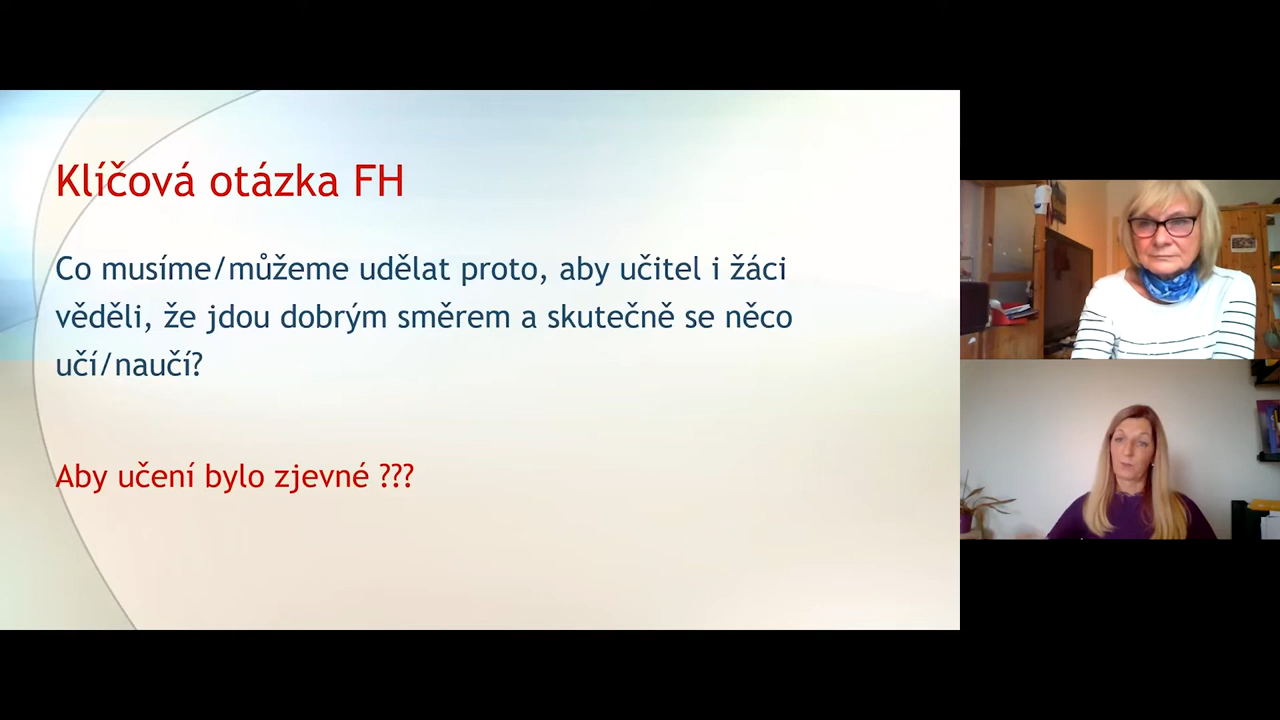 Klíčová otázka FH
Co musíme/můžeme udělat proto, aby učitel i žáci
věděli, že jdou dobrým směrem a skutečně se něco
učí/naučí?
Aby učení bylo zjevné ???